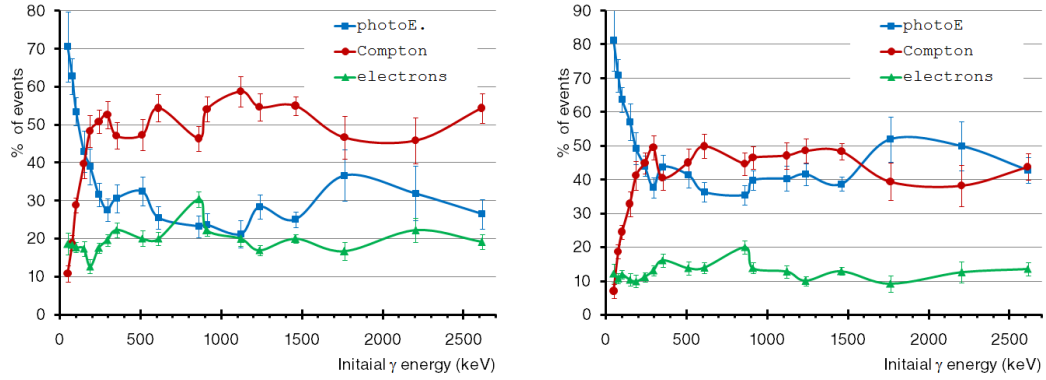 80
70
60
50
40
30
20
10
0
% of events
photoE.
Compton
electrons
0 500 1000 1500 2000 2500
Initaial γ energy (keV)
90
80
70
60
50
40
30
20
10
0
% of events
photoE
Compton
electrons
0 500 1000 1500 2000 2500
Initaial γ energy (keV)